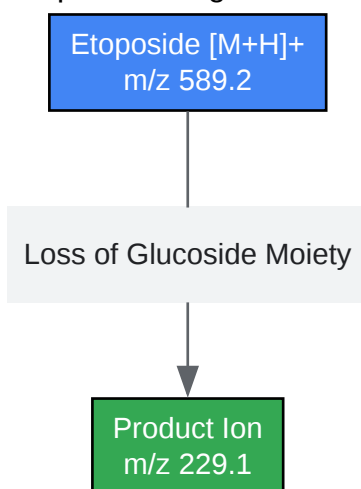 Etoposide [M+H]+
m/z 589.2
Loss of Glucoside Moiety
Product Ion
m/z 229.1